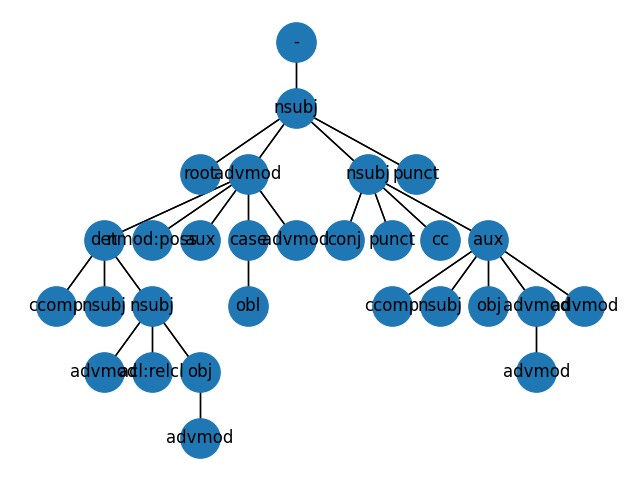 -
nsubj
root advmod nsubj punct
det nmod:poss aux case advmod conj punct cc aux
ccomp nsubj nsubj obl ccomp nsubj obj advmod advmod
advmod acl:relcl obj advmod
advmod